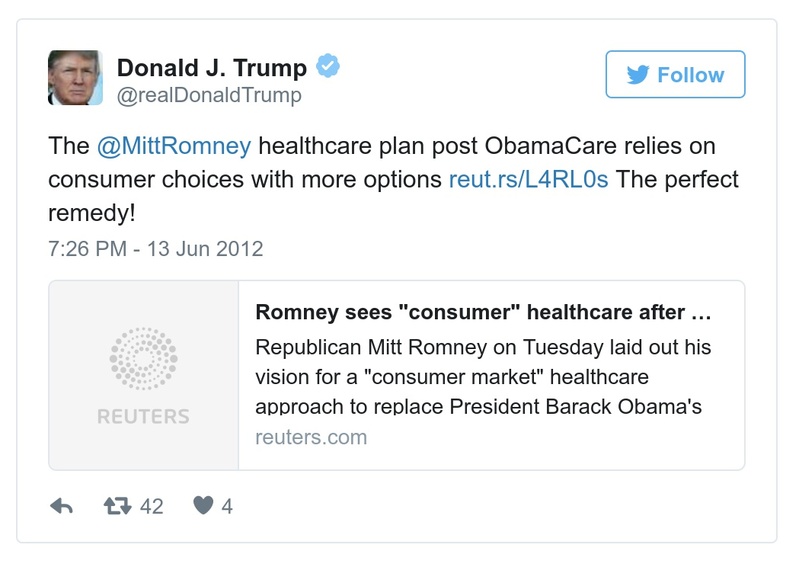 Donald J. Trump
@realDonaldTrump
Follow
The @MittRomney healthcare plan post ObamaCare relies on
consumer choices with more options reut.rs/L4RL0s The perfect
remedy!
7:26 PM - 13 Jun 2012
REUTERS
Romney sees "consumer" healthcare after …
Republican Mitt Romney on Tuesday laid out his
vision for a "consumer market" healthcare
approach to replace President Barack Obama's
reuters.com
42
4